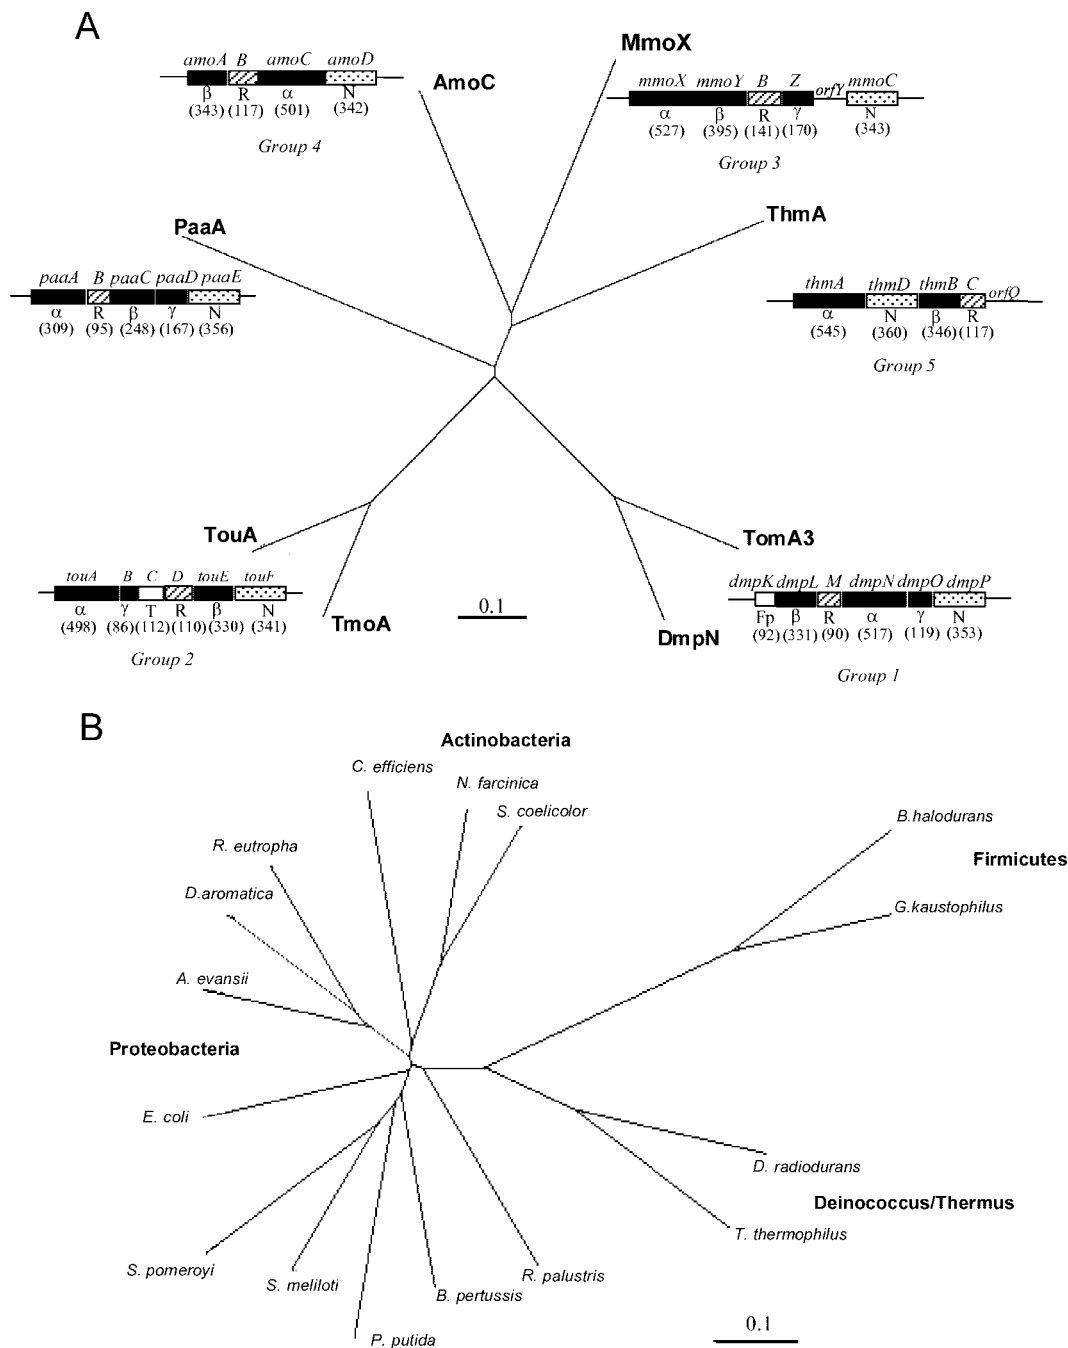 A
MmoX
AmoC
amoA B amoC amoD
β R α N
(343) (117) (501) (342)
Group 4
mmoX mmoY B Z orfY mmoC
α β R γ N
(527) (395) (141) (170) (343)
Group 3
PaaA
ThmA
paaA B paaC paaD paaE
α R β γ N
(309) (95) (248) (167) (356)
Group 5
thmA thmD thmB C orfQ
α N β R
(545) (360) (346) (117)
TouA
touA B C D touE touF
α γ T R β N
(498) (86) (112) (110) (330) (341)
Group 2
TmoA
0.1
TomA3
DmpN
dmpK dmpL M dmpN dmpO dmpP
Fp β R α γ N
(92) (331) (90) (517) (119) (353)
Group 1
B
Actinobacteria
C. efficiens
N. farcinica
S. coelicolor
B.halodurans
Firmicutes
G.kaustophilus
R. eutropha
D.aromatica
A. evansii
Proteobacteria
E. coli
D. radiodurans
Deinococcus/Thermus
T. thermophilus
S. pomeroyi
S. meliloti
R. palustris
B. pertussis
P. putida
0.1